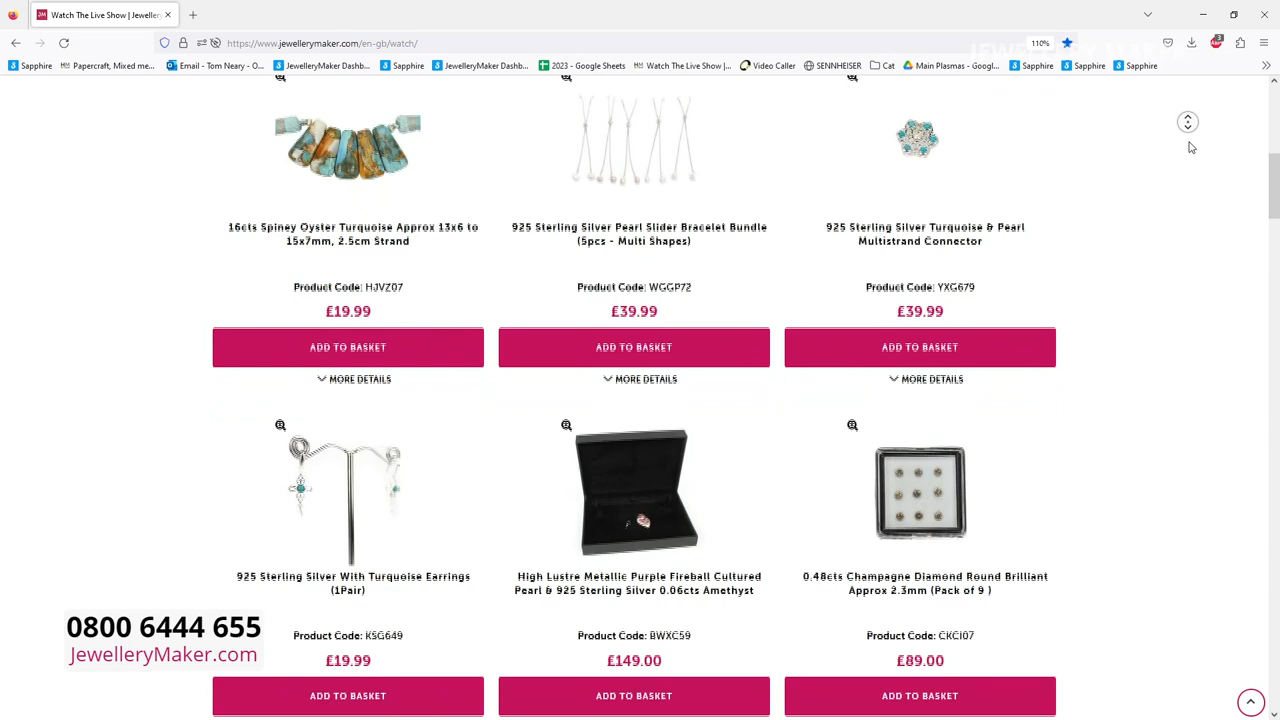 Watch The Live Show | Jeweller
https://www.jewellerymaker.com/en-gb/watch/
110%
3
Sapphire
Papercraft, Mixed me...
Email - Tom Neary - O...
JewelleryMaker Dashb...
Sapphire
JewelleryMaker Dashb...
2023 - Google Sheets
Watch The Live Show |...
Video Caller
SENNHEISER
Cat
Main Plasmas - Googl...
Sapphire
Sapphire
Sapphire
16cts Spiney Oyster Turquoise Approx 13x6 to
15x7mm, 2.5cm Strand
Product Code: HJVZ07
£19.99
ADD TO BASKET
MORE DETAILS
925 Sterling Silver Pearl Slider Bracelet Bundle
(5pcs - Multi Shapes)
Product Code: WGGP72
£39.99
ADD TO BASKET
MORE DETAILS
925 Sterling Silver Turquoise & Pearl
Multistrand Connector
Product Code: YXG679
£39.99
ADD TO BASKET
MORE DETAILS
925 Sterling Silver With Turquoise Earrings
(1Pair)
Product Code: KSG649
£19.99
ADD TO BASKET
High Lustre Metallic Purple Fireball Cultured
Pearl & 925 Sterling Silver 0.06cts Amethyst
Product Code: BWXC59
£149.00
ADD TO BASKET
0.48cts Champagne Diamond Round Brilliant
Approx 2.3mm (Pack of 9 )
Product Code: CKCI07
£89.00
ADD TO BASKET
0800 6444 655
JewelleryMaker.com